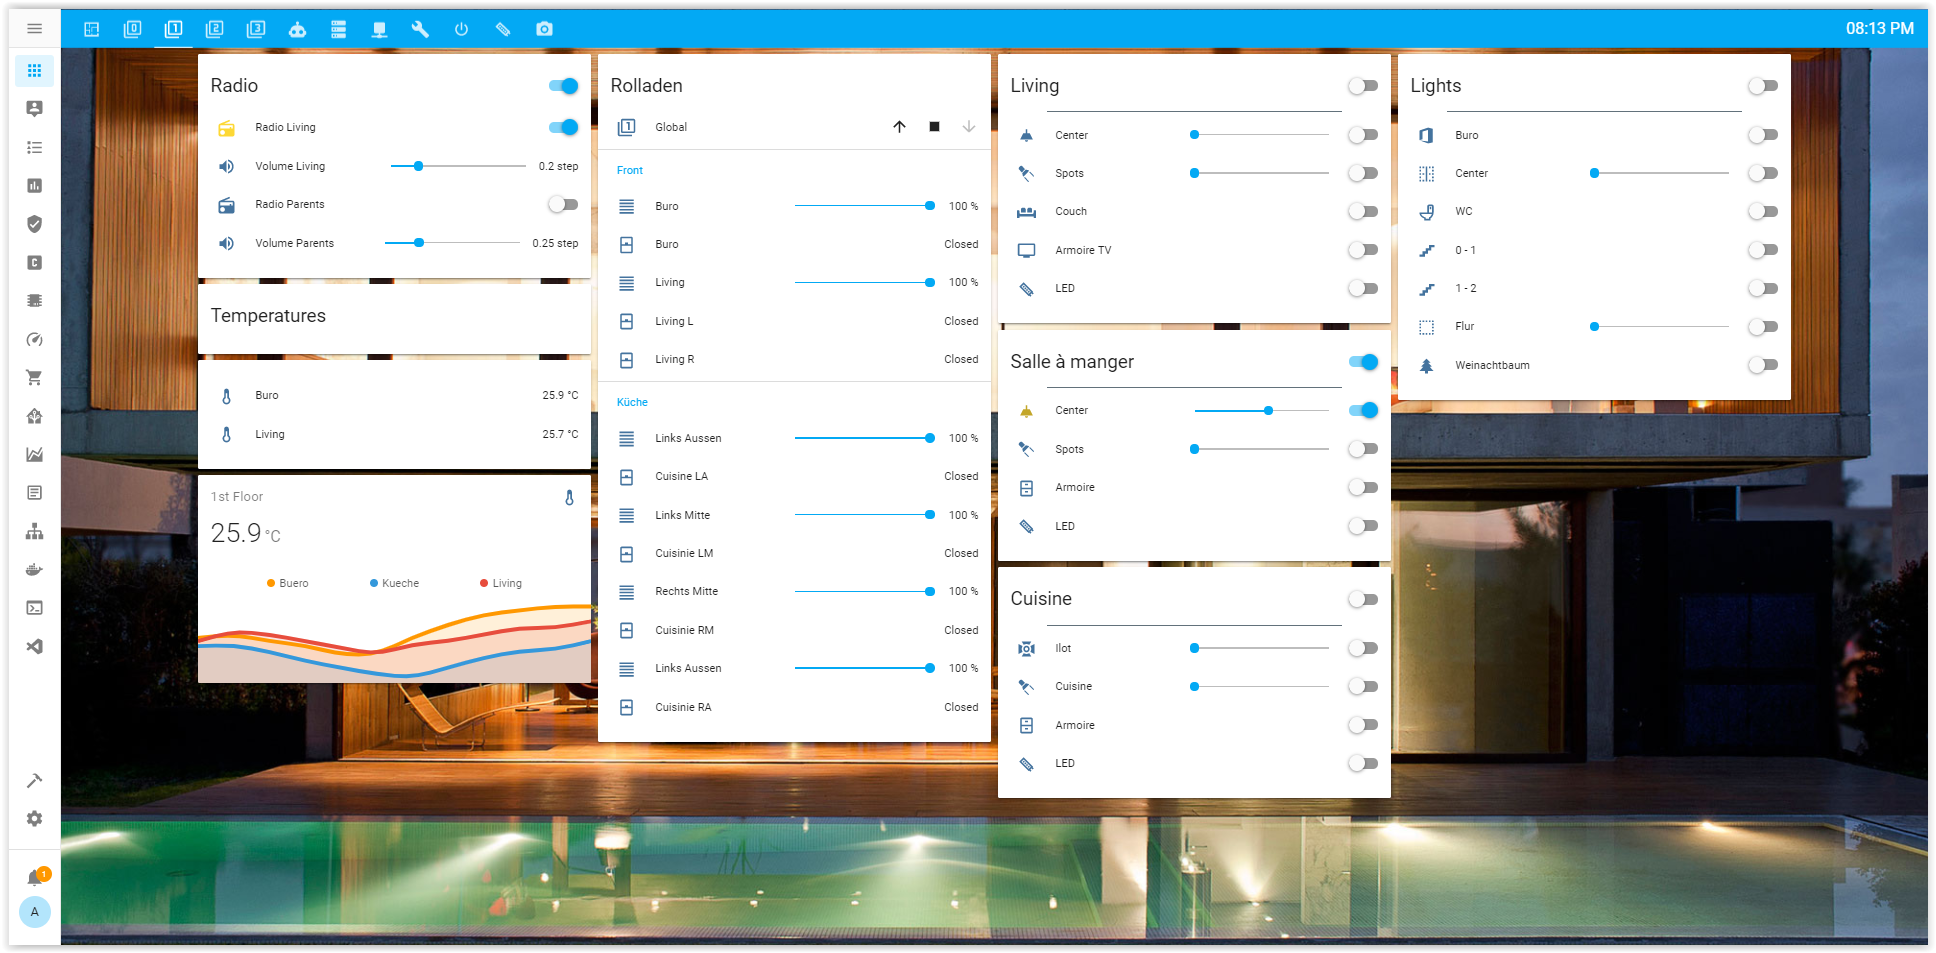 0
1
2
3
08:13 PM
C
1
A
Radio
Radio Living
Volume Living 0.2 step
Radio Parents
Volume Parents 0.25 step
Temperatures
Buro 25.9 °C
Living 25.7 °C
1st Floor
25.9 °C
Buero Kueche Living
Rolladen
1 Global
Front
Buro 100 %
Buro Closed
Living 100 %
Living L Closed
Living R Closed
Küche
Links Aussen 100 %
Cuisine LA Closed
Links Mitte 100 %
Cuisinie LM Closed
Rechts Mitte 100 %
Cuisinie RM Closed
Links Aussen 100 %
Cuisinie RA Closed
Living
Center
Spots
Couch
Armoire TV
LED
Salle à manger
Center
Spots
Armoire
LED
Cuisine
Ilot
Cuisine
Armoire
LED
Lights
Buro
Center
WC
0 - 1
1 - 2
Flur
Weinachtbaum